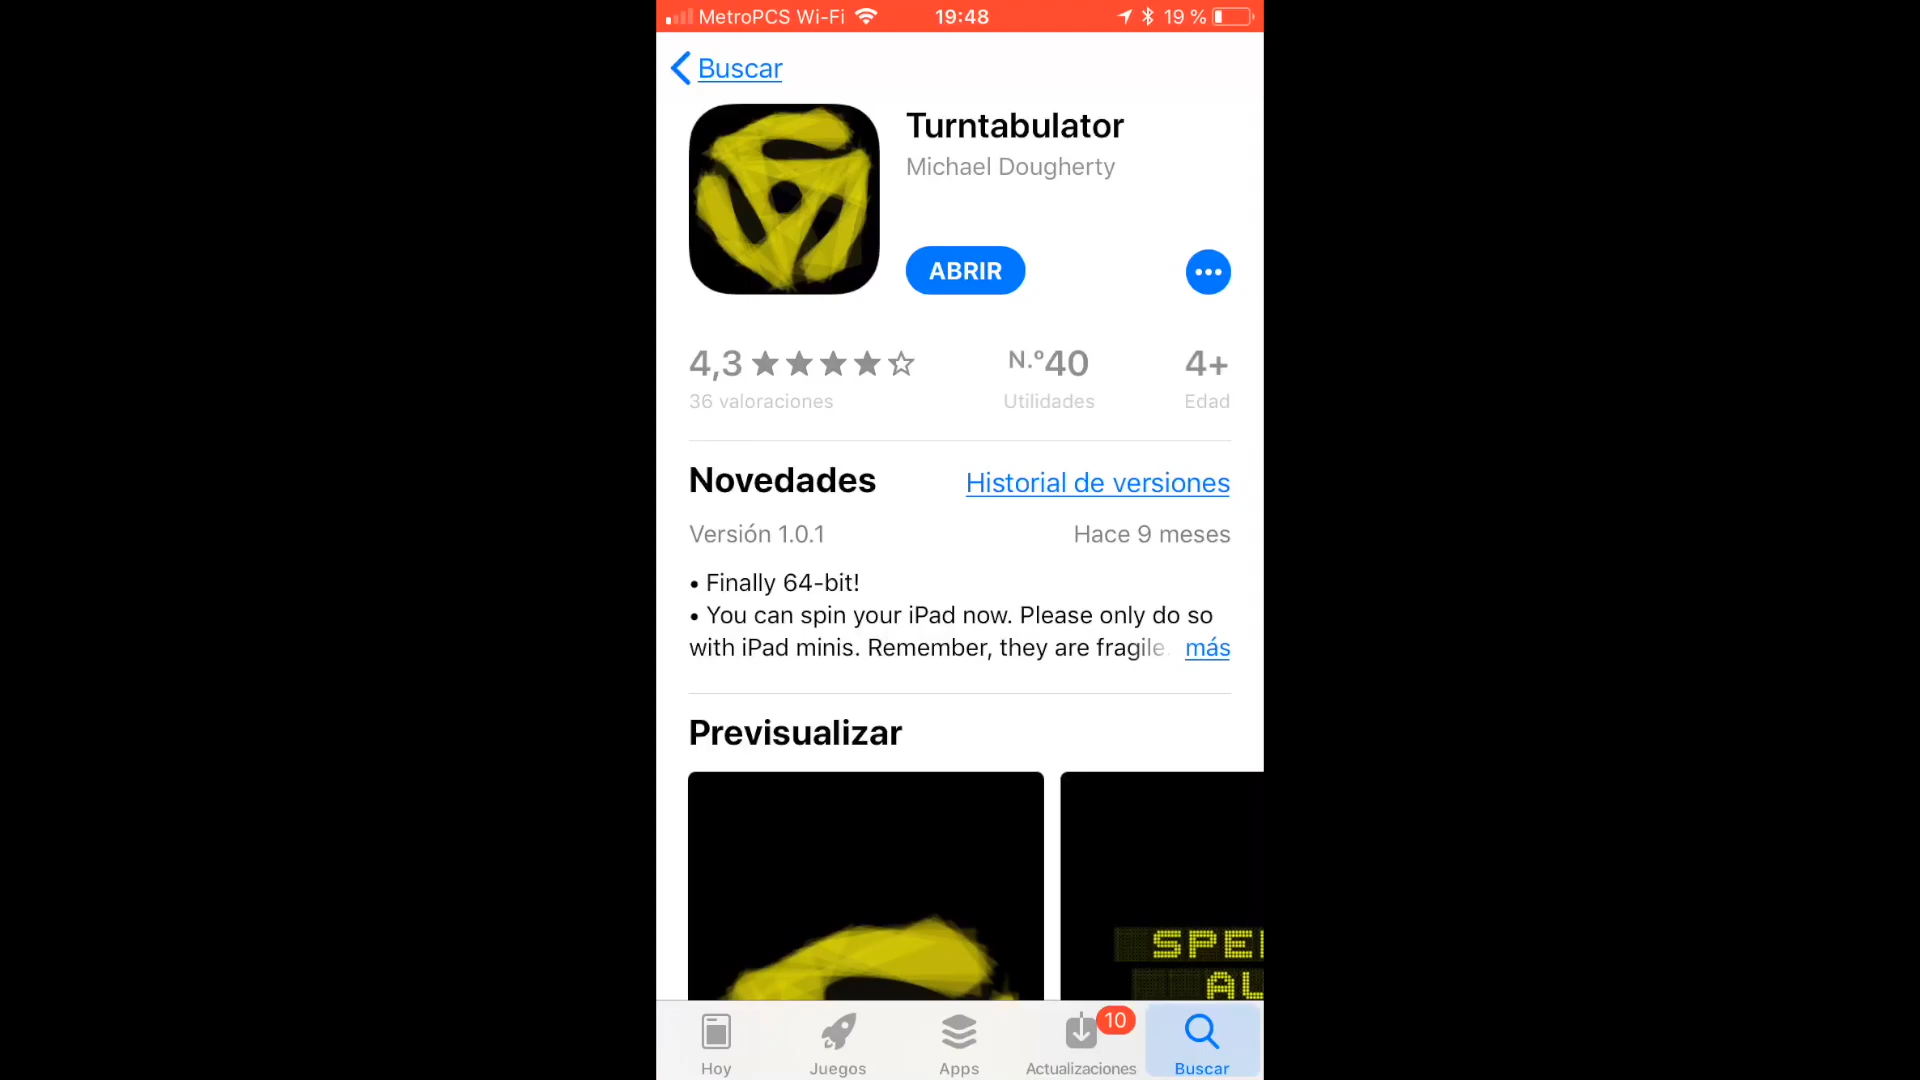 MetroPCS Wi-Fi 19:48 19 %
Buscar
Turntabulator
Michael Dougherty
ABRIR
4,3 N.º40 4+
36 valoraciones Utilidades Edad
Novedades Historial de versiones
Versión 1.0.1 Hace 9 meses
• Finally 64-bit!
• You can spin your iPad now. Please only do so
with iPad minis. Remember, they are fragile. más
Previsualizar
SPE
AL
10
Hoy Juegos Apps Actualizaciones Buscar